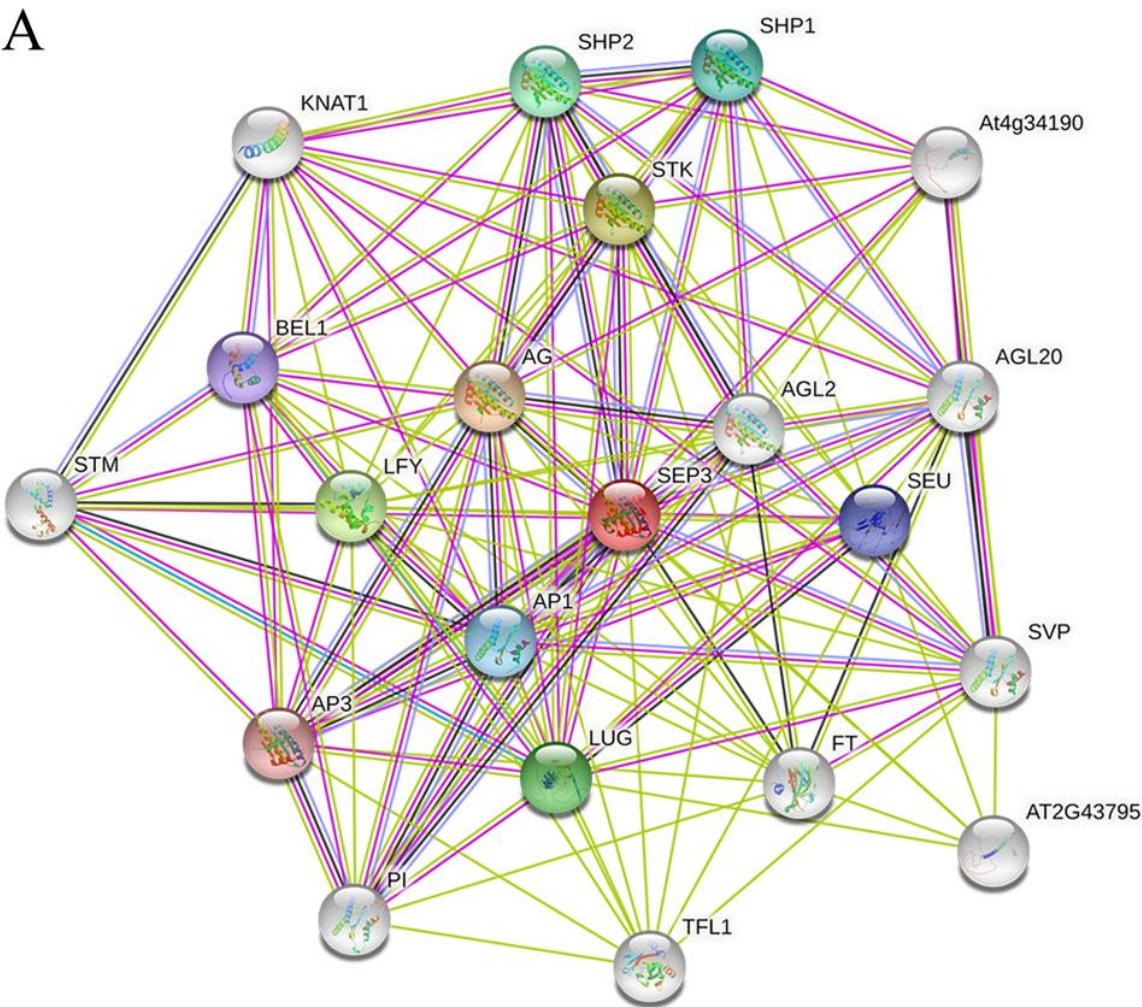 A
SHP1
SHP2
KNAT1
At4g34190
STK
BEL1
AG
AGL20
AGL2
STM
LFY
SEP3
SEU
AP1
SVP
AP3
LUG
FT
AT2G43795
PI
TFL1